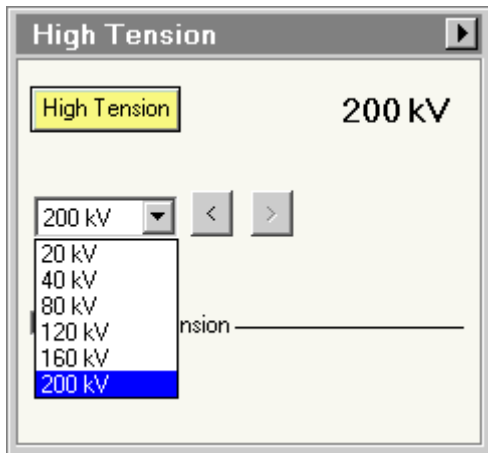 High Tension
High Tension
200 kV
200 kV
<
>
20 kV
40 kV
80 kV
120 kV
nsion
160 kV
200 kV